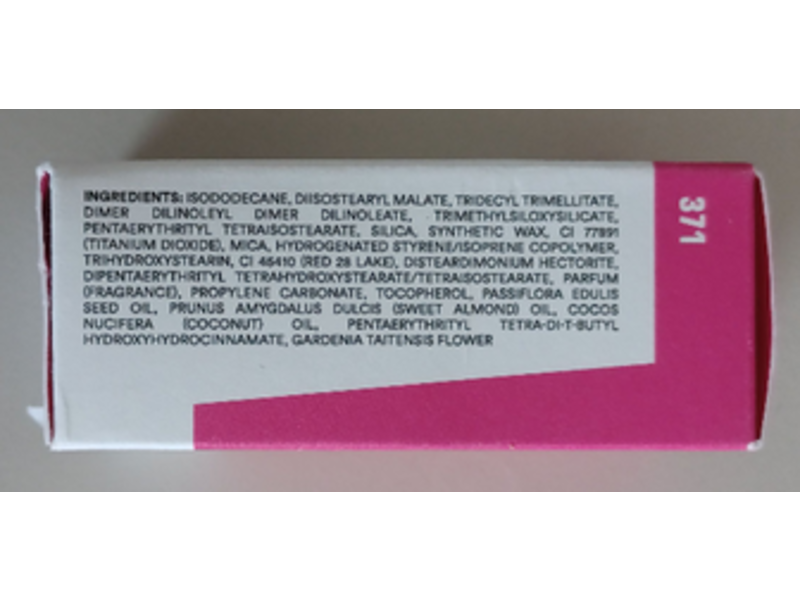 INGREDIENTS: ISODODECANE, DIISOSTEARYL MALATE, TRIDECYL TRIMELLITATE,
DIMER DILINOLEYL DIMER DILINOLEATE, TRIMETHYLSILOXYSILICATE,
PENTAERYTHRITYL TETRAISOSTEARATE, SILICA, SYNTHETIC WAX, CI 77891
(TITANIUM DIOXIDE), MICA, HYDROGENATED STYRENE/ISOPRENE COPOLYMER,
TRIHYDROXYSTEARIN, CI 45410 (RED 28 LAKE), DISTEARDIMONIUM HECTORITE,
DIPENTAERYTHRITYL TETRAHYDROXYSTEARATE/TETRAISOSTEARATE, PARFUM
(FRAGRANCE), PROPYLENE CARBONATE, TOCOPHEROL, PASSIFLORA EDULIS
SEED OIL, PRUNUS AMYGDALUS DULCIS (SWEET ALMOND) OIL, COCOS
NUCIFERA (COCONUT) OIL, PENTAERYTHRITYL TETRA-DI-T-BUTYL
HYDROXYHYDROCINNAMATE, GARDENIA TAITENSIS FLOWER
371